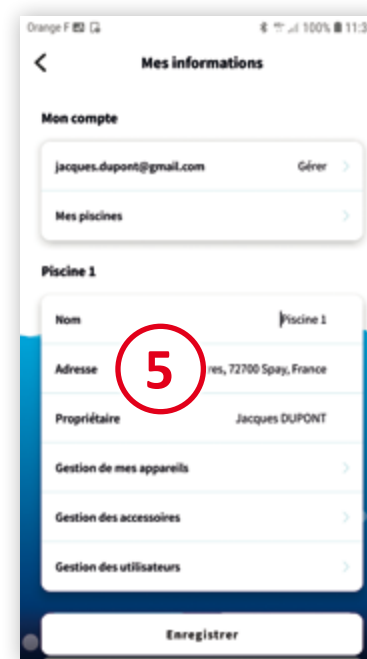 Orange F 100% 11:3
Mes informations
Mon compte
jacques.dupont@gmail.com Gérer
Mes piscines
Piscine 1
Nom Piscine 1
Adresse 5 res, 72700 Spay, France
Propriétaire Jacques DUPONT
Gestion de mes appareils
Gestion des accessoires
Gestion des utilisateurs
Enregistrer